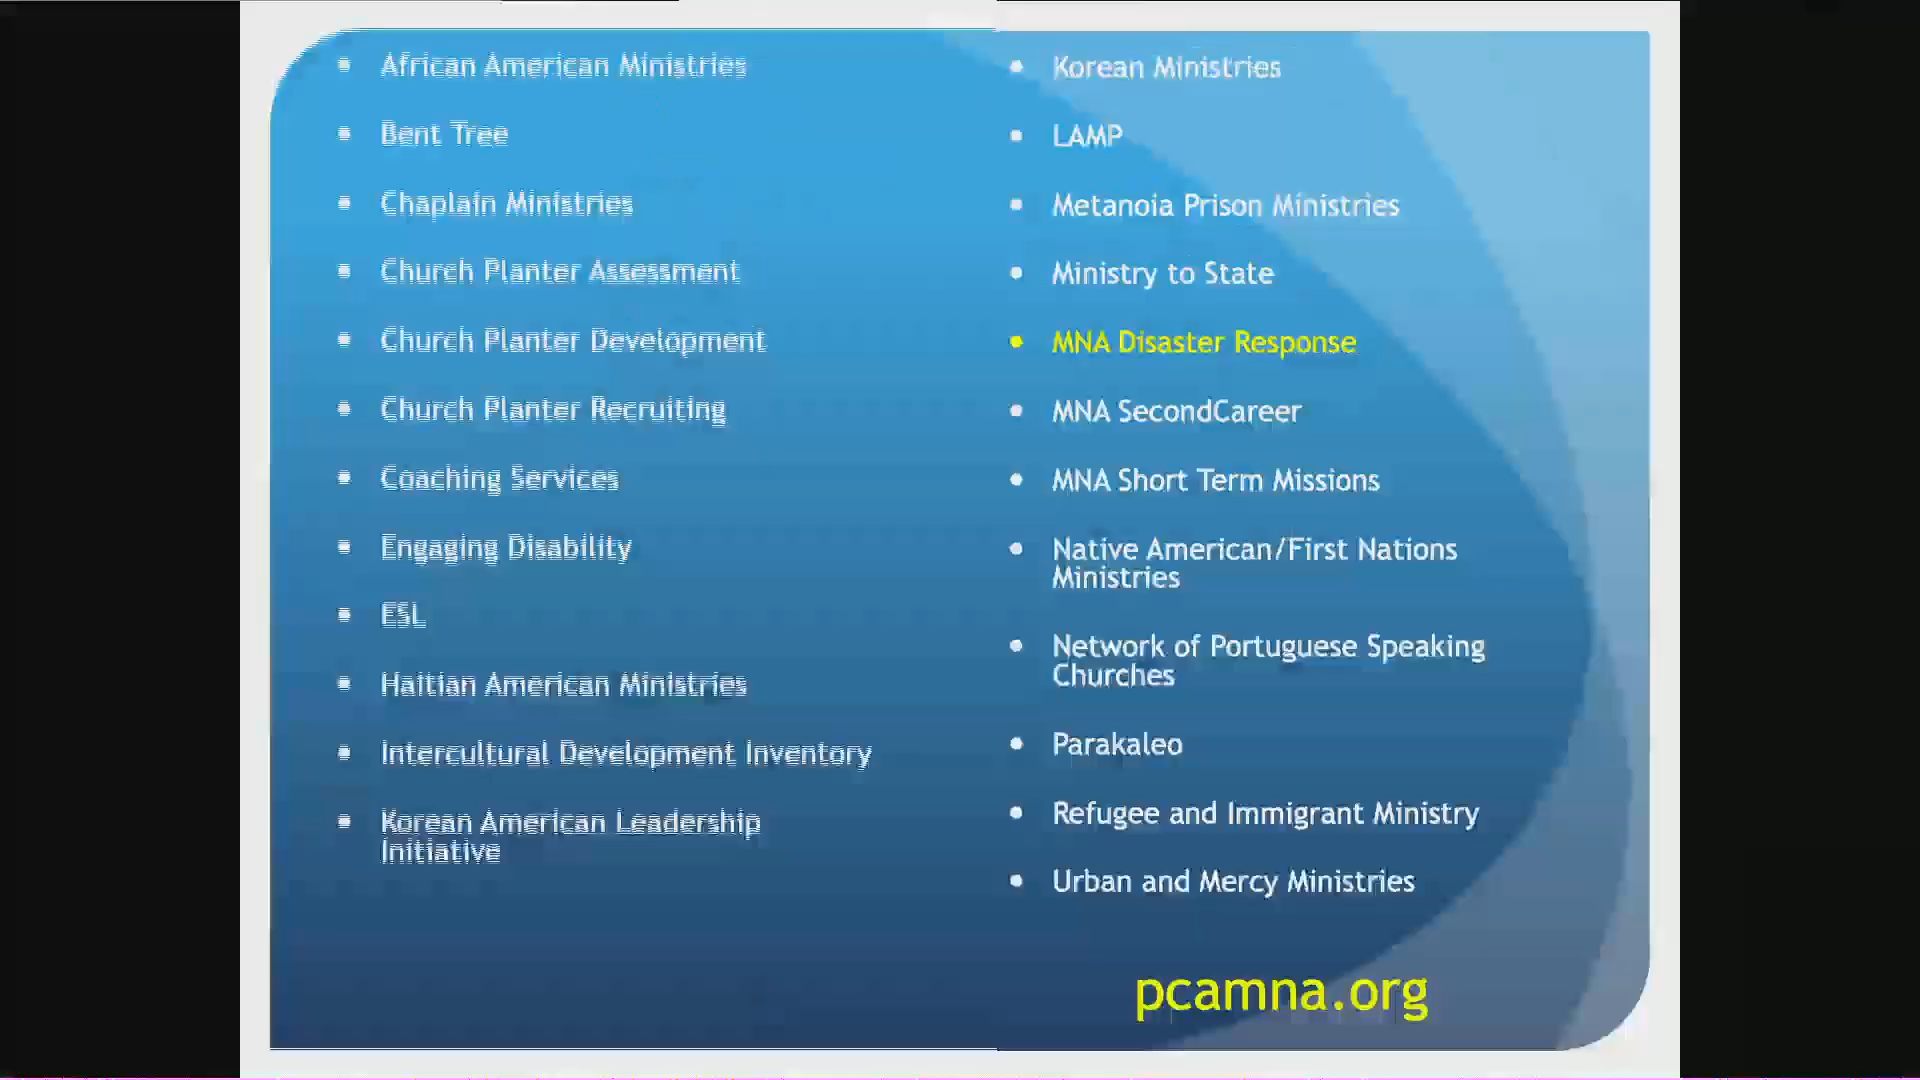 • African American Ministries
• Bent Tree
• Chaplain Ministries
• Church Planter Assessment
• Church Planter Development
• Church Planter Recruiting
• Coaching Services
• Engaging Disability
• ESL
• Haitian American Ministries
• Intercultural Development Inventory
• Korean American Leadership
Initiative
• Korean Ministries
• LAMP
• Metanoia Prison Ministries
• Ministry to State
• MNA Disaster Response
• MNA SecondCareer
• MNA Short Term Missions
• Native American/First Nations
Ministries
• Network of Portuguese Speaking
Churches
• Parakaleo
• Refugee and Immigrant Ministry
• Urban and Mercy Ministries
pcamna.org